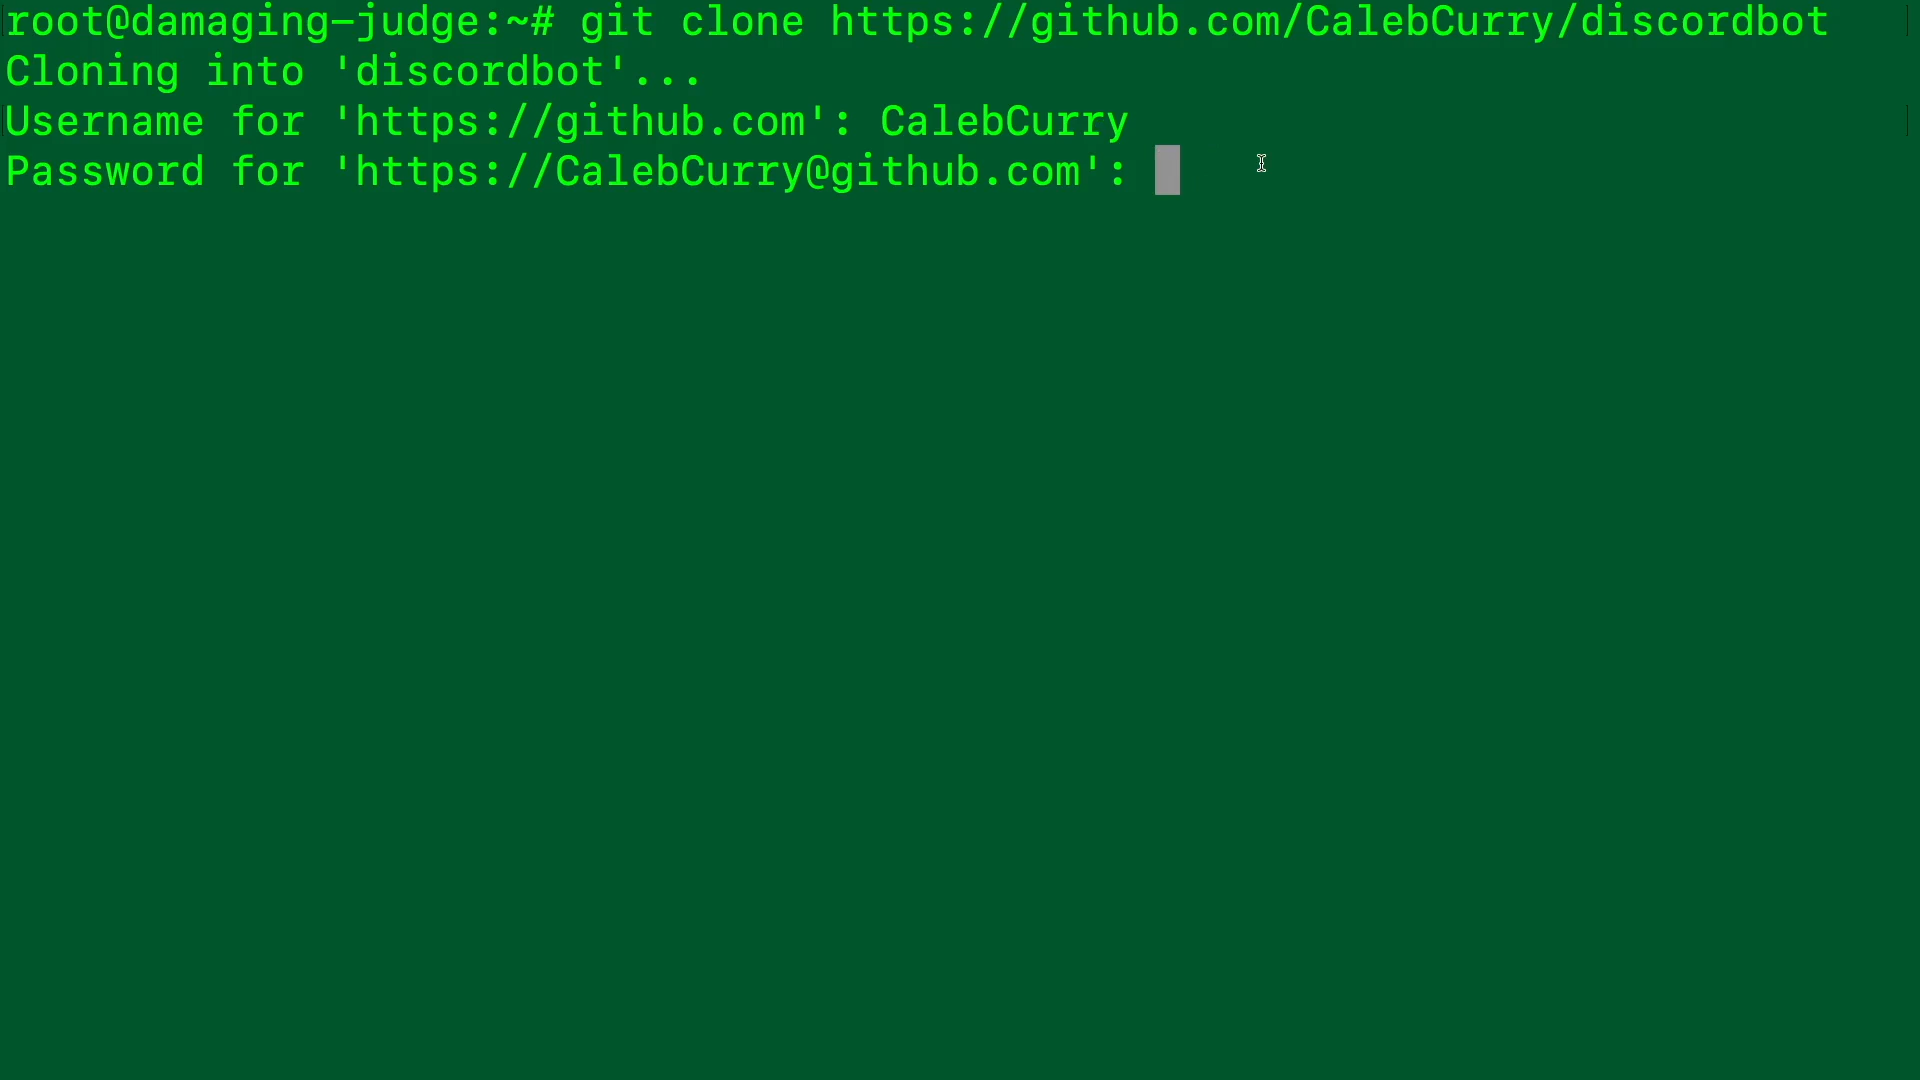 root@damaging-judge:~# git clone https://github.com/CalebCurry/discordbot
Cloning into 'discordbot'...
Username for 'https://github.com': CalebCurry
Password for 'https://CalebCurry@github.com':